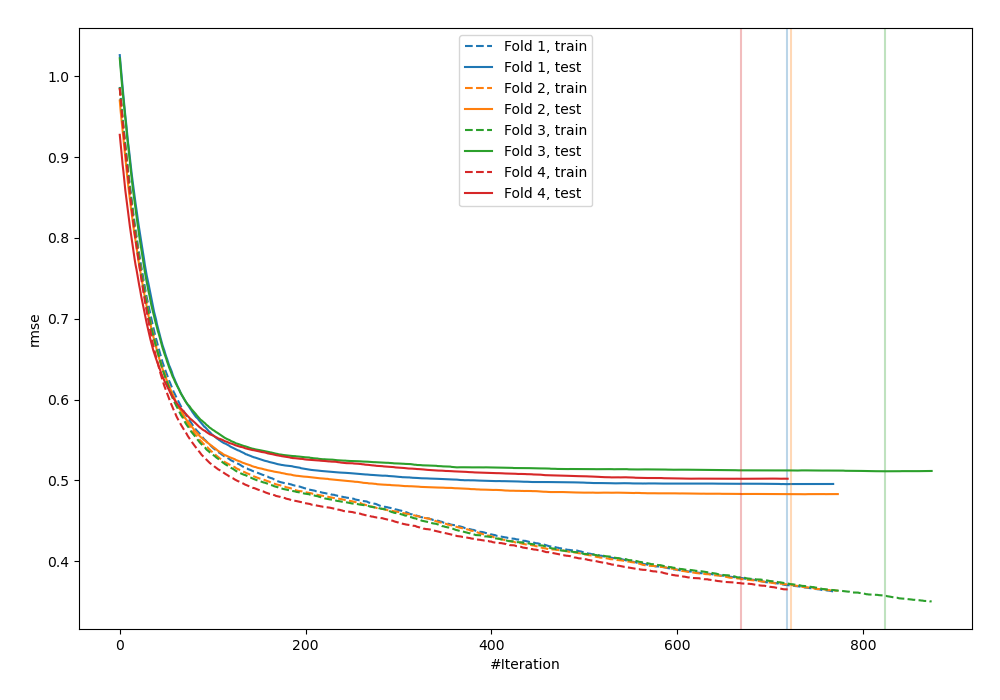 1.0
0.9
0.8
0.7
0.6
0.5
0.4
rmse
Fold 1, train
Fold 1, test
Fold 2, train
Fold 2, test
Fold 3, train
Fold 3, test
Fold 4, train
Fold 4, test
0 200 400 600 800
#Iteration